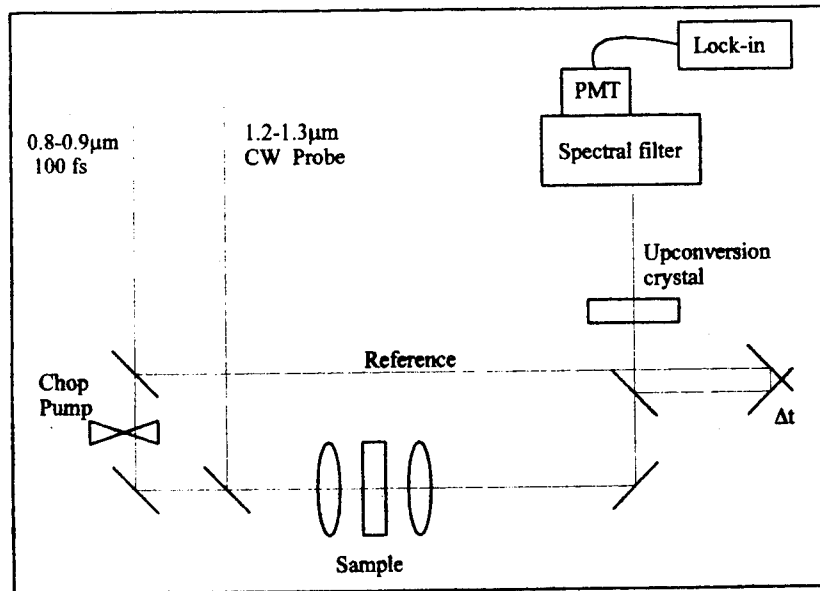 Lock-in
PMT
Spectral filter
0.8-0.9μm
100 fs
1.2-1.3μm
CW Probe
Upconversion
crystal
Reference
Chop
Pump
Δt
Sample